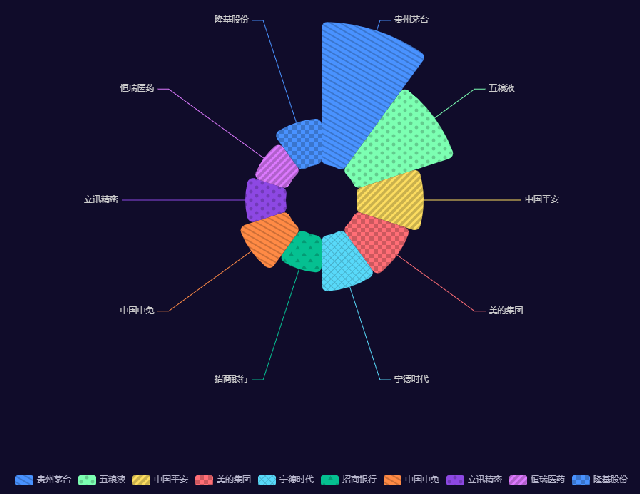 隆基股份
贵州茅台
恒瑞医药
五粮液
立讯精密
中国平安
中国中免
美的集团
招商银行
宁德时代
贵州茅台 五粮液 中国平安 美的集团 宁德时代 招商银行 中国中免 立讯精密 恒瑞医药 隆基股份